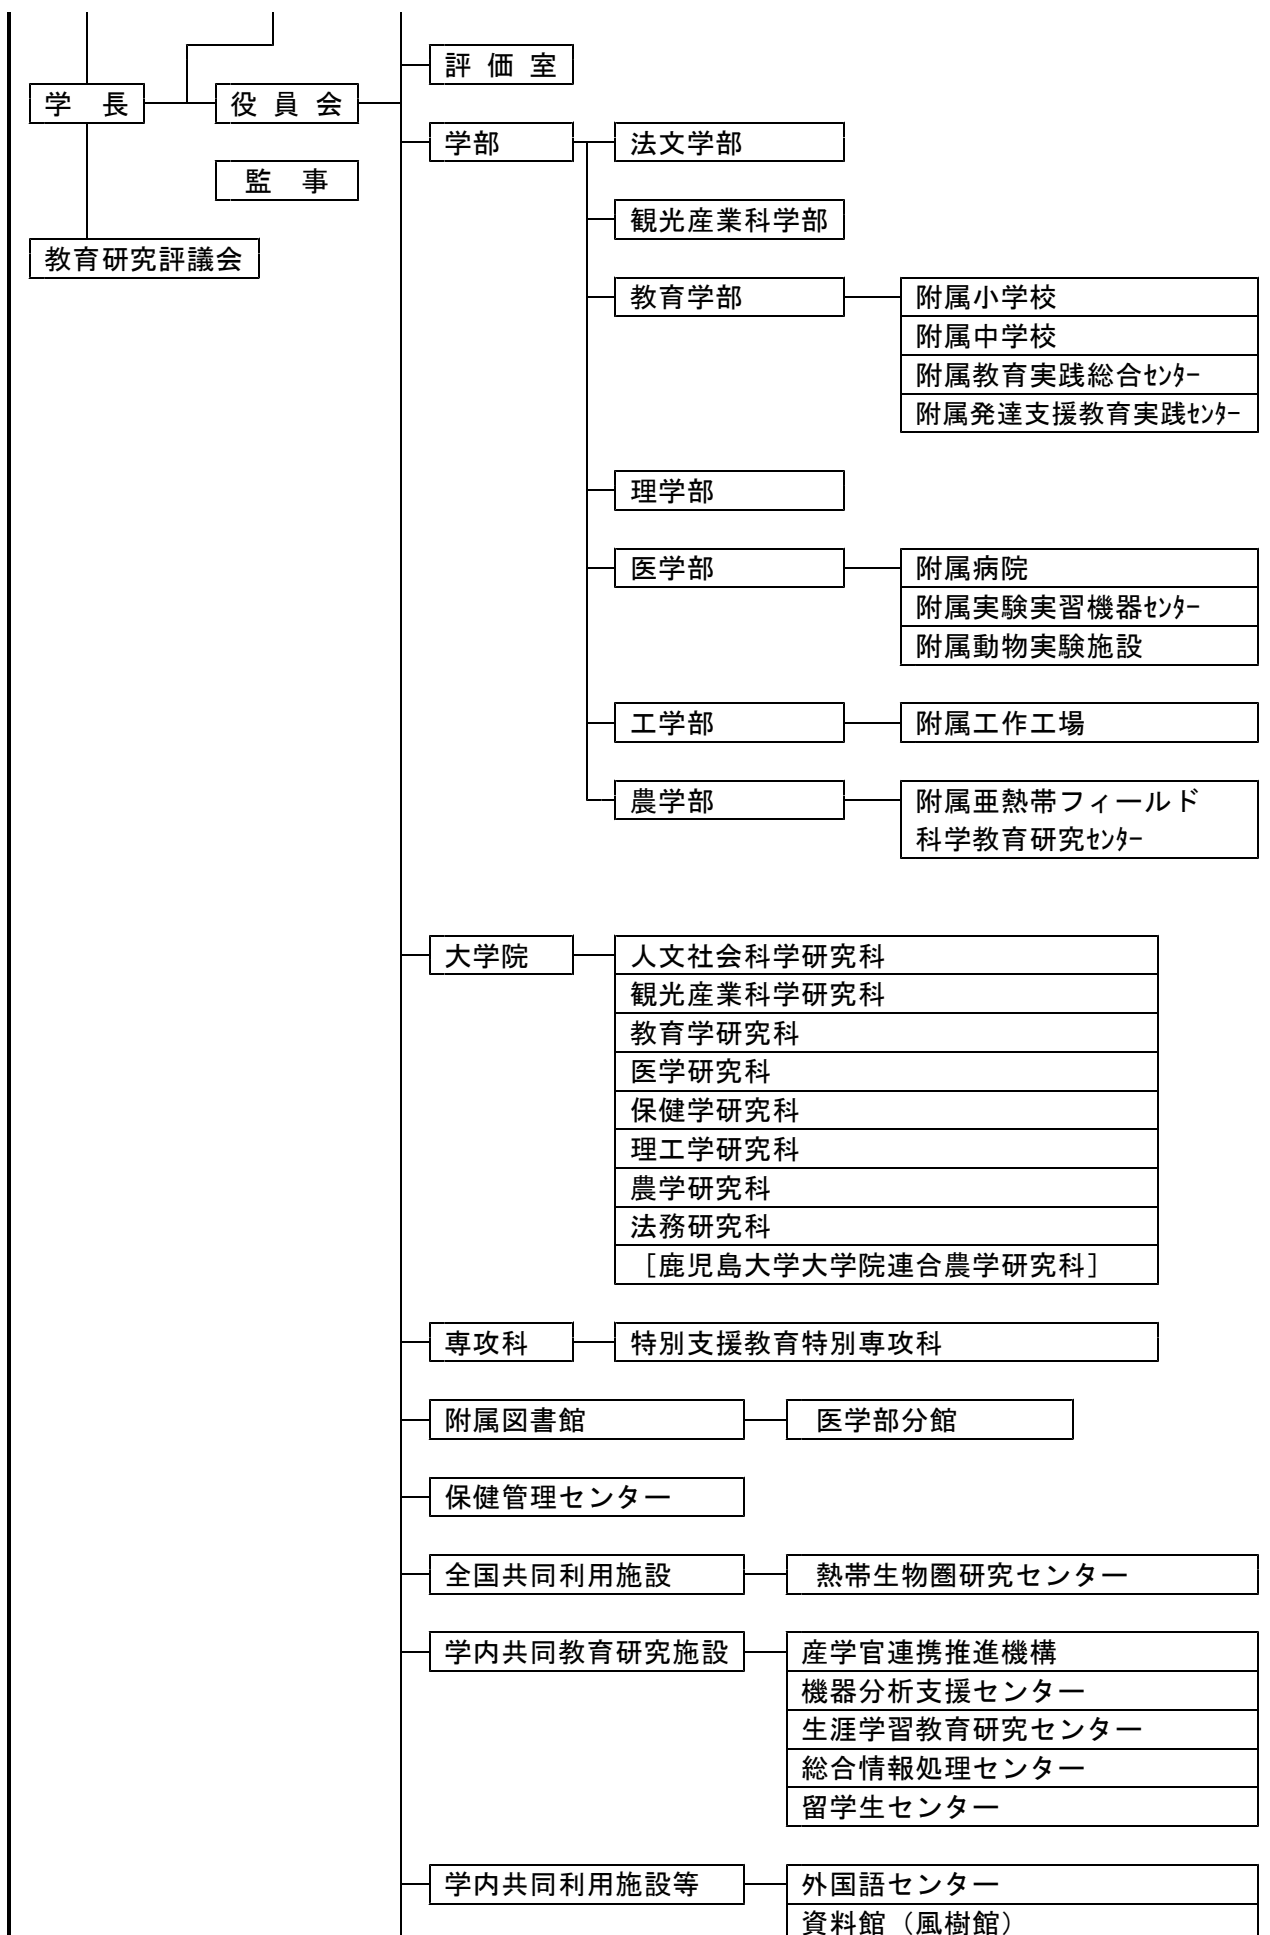 評 価 室
学　長
役 員 会
学部
法文学部
監　事
観光産業科学部
教育研究評議会
教育学部
附属小学校
附属中学校
附属教育実践総合ｾﾝﾀｰ
附属発達支援教育実践ｾﾝﾀｰ
理学部
医学部
附属病院
附属実験実習機器ｾﾝﾀｰ
附属動物実験施設
工学部
附属工作工場
農学部
附属亜熱帯フィールド
科学教育研究ｾﾝﾀｰ
大学院
人文社会科学研究科
観光産業科学研究科
教育学研究科
医学研究科
保健学研究科
理工学研究科
農学研究科
法務研究科
［鹿児島大学大学院連合農学研究科］
専攻科
特別支援教育特別専攻科
附属図書館
医学部分館
保健管理センター
全国共同利用施設
熱帯生物圏研究センター
学内共同教育研究施設
産学官連携推進機構
機器分析支援センター
生涯学習教育研究センター
総合情報処理センター
留学生センター
学内共同利用施設等
外国語センター
資料館（風樹館）